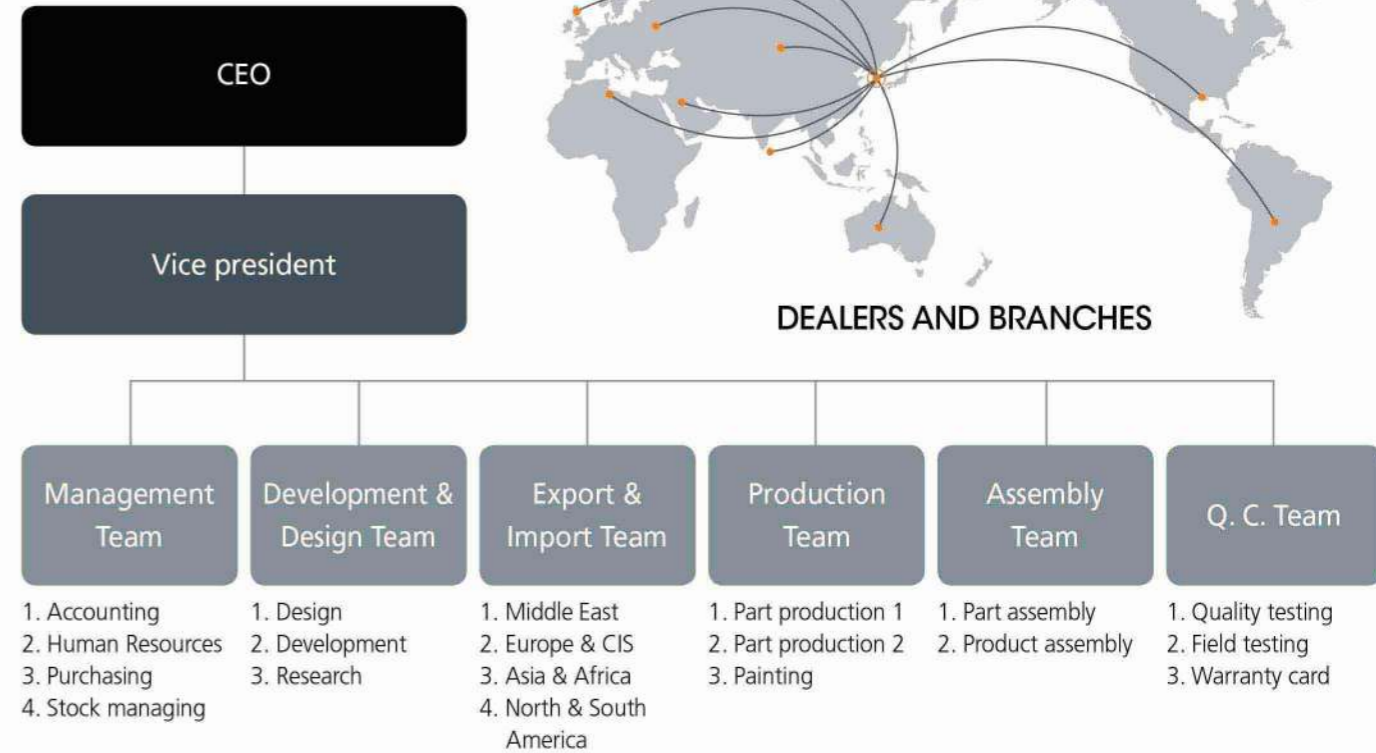 CEO
Vice president
DEALERS AND BRANCHES
Management
Team
Development &
Design Team
Export &
Import Team
Production
Team
Assembly
Team
Q. C. Team
1. Accounting
2. Human Resources
3. Purchasing
4. Stock managing
1. Design
2. Development
3. Research
1. Middle East
2. Europe & CIS
3. Asia & Africa
4. North & South
America
1. Part production 1
2. Part production 2
3. Painting
1. Part assembly
2. Product assembly
1. Quality testing
2. Field testing
3. Warranty card